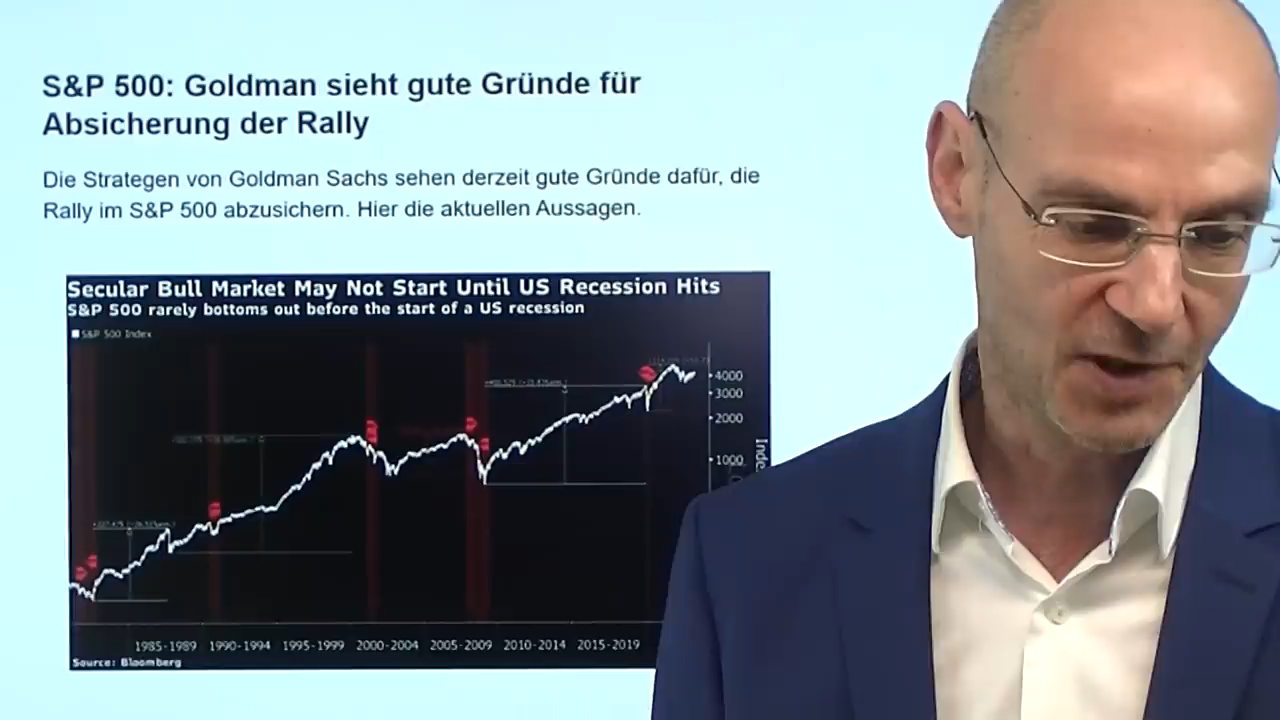 S&P 500: Goldman sieht gute Gründe für
Absicherung der Rally
Die Strategen von Goldman Sachs sehen derzeit gute Gründe dafür, die
Rally im S&P 500 abzusichern. Hier die aktuellen Aussagen.
Secular Bull Market May Not Start Until US Recession Hits
S&P 500 rarely bottoms out before the start of a US recession
S&P 500 Index
4000
3000
2000
1000
1985-1989 1990-1994 1995-1999 2000-2004 2005-2009 2010-2014 2015-2019
Source: Bloomberg